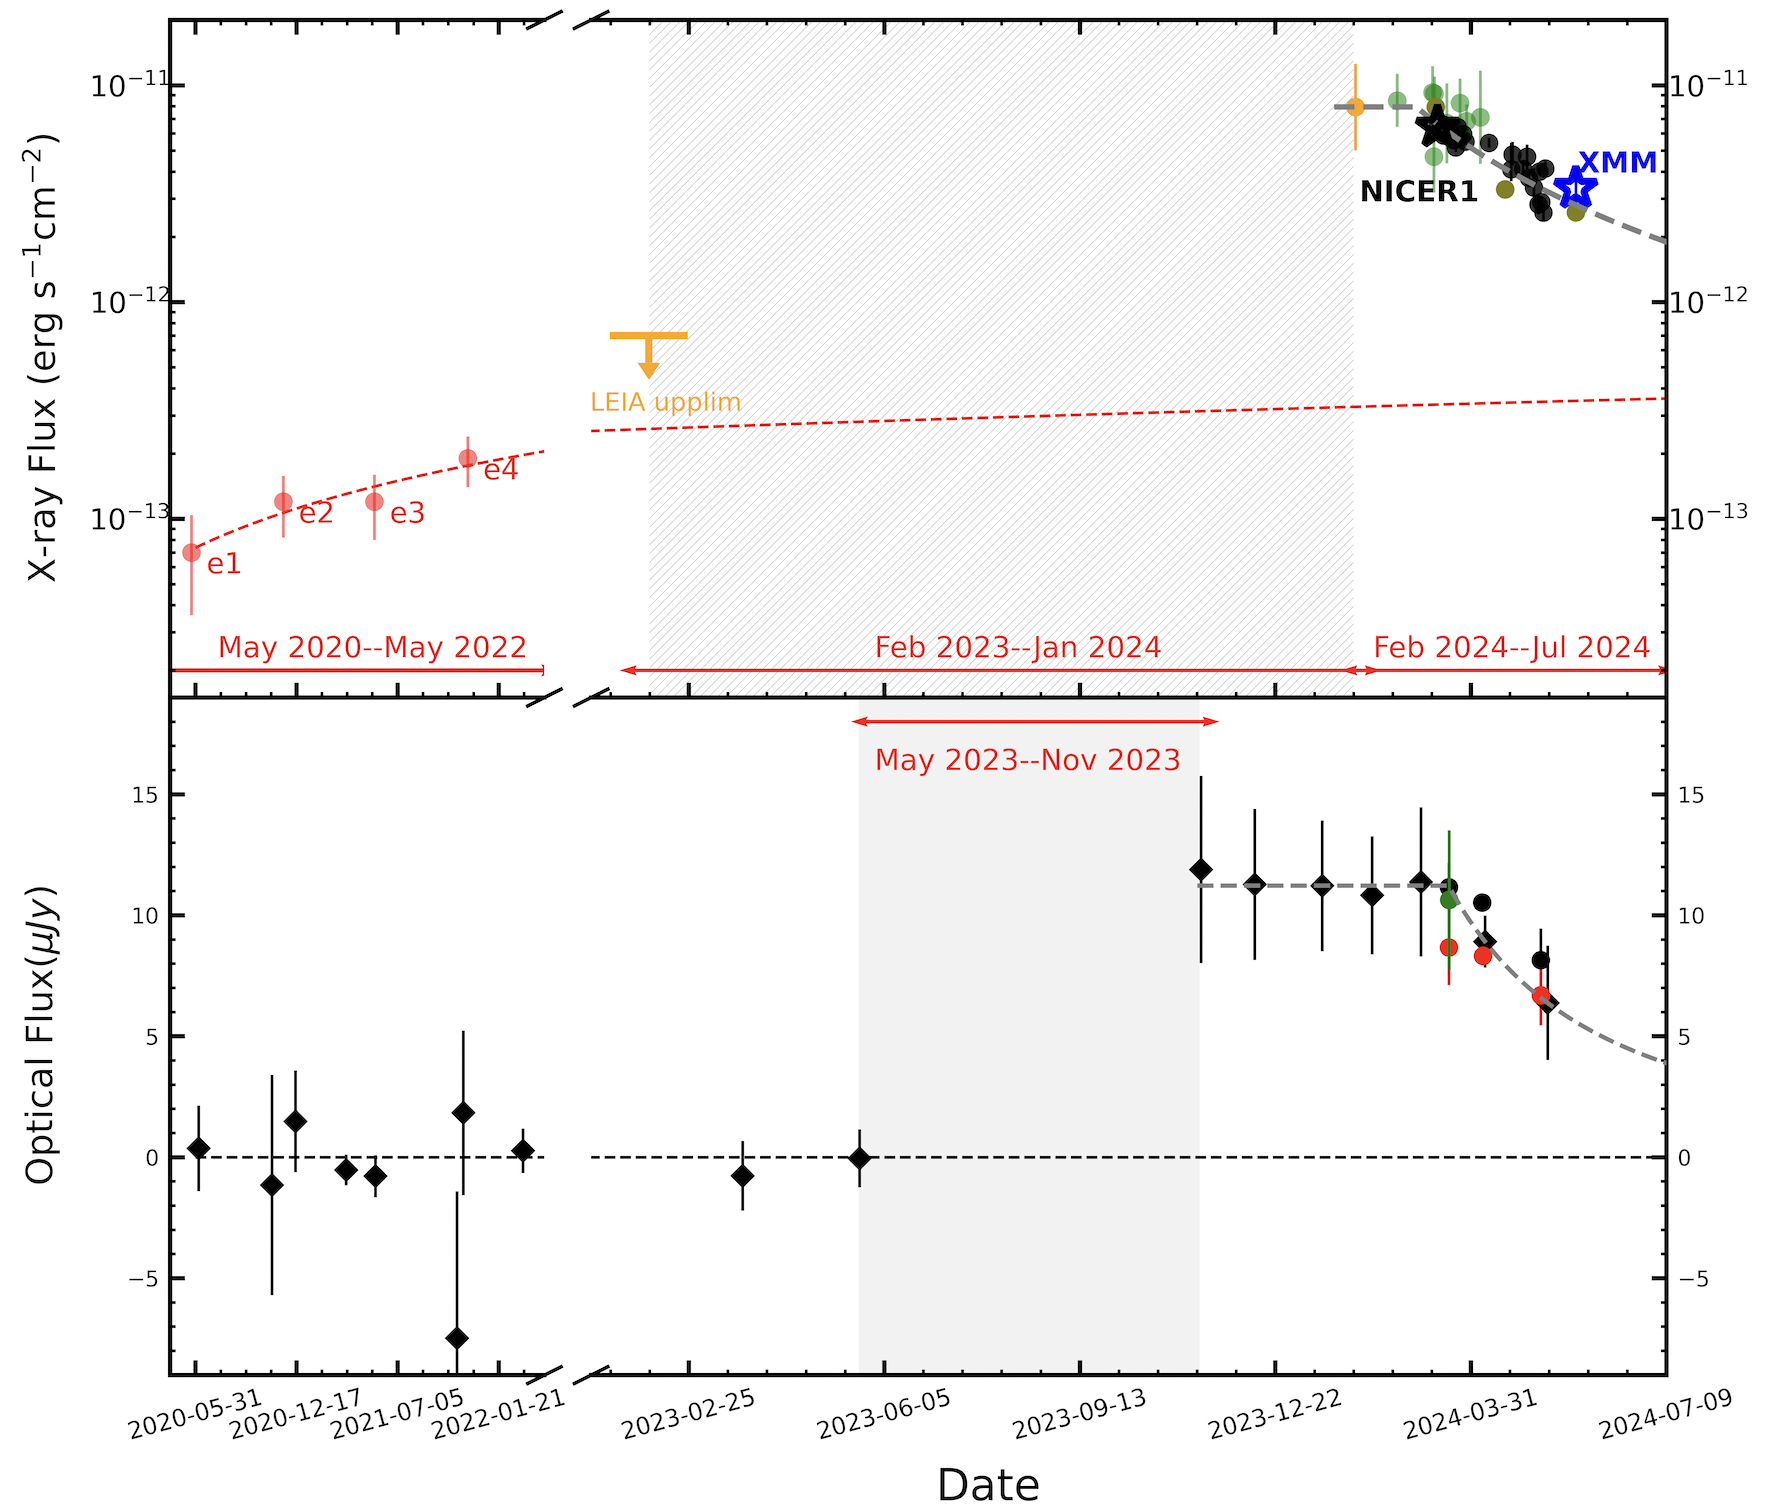 X-ray Flux (erg s⁻¹cm⁻²)
10⁻¹¹
10⁻¹²
10⁻¹³
10⁻¹¹
10⁻¹²
10⁻¹³
XMM
NICER1
LEIA upplim
e1
e2
e3
e4
May 2020--May 2022
Feb 2023--Jan 2024
Feb 2024--Jul 2024
May 2023--Nov 2023
Optical Flux(μJy)
15
10
5
0
−5
15
10
5
0
−5
2020-05-31
2020-12-17
2021-07-05
2022-01-21
2023-02-25
2023-06-05
2023-09-13
2023-12-22
2024-03-31
2024-07-09
Date